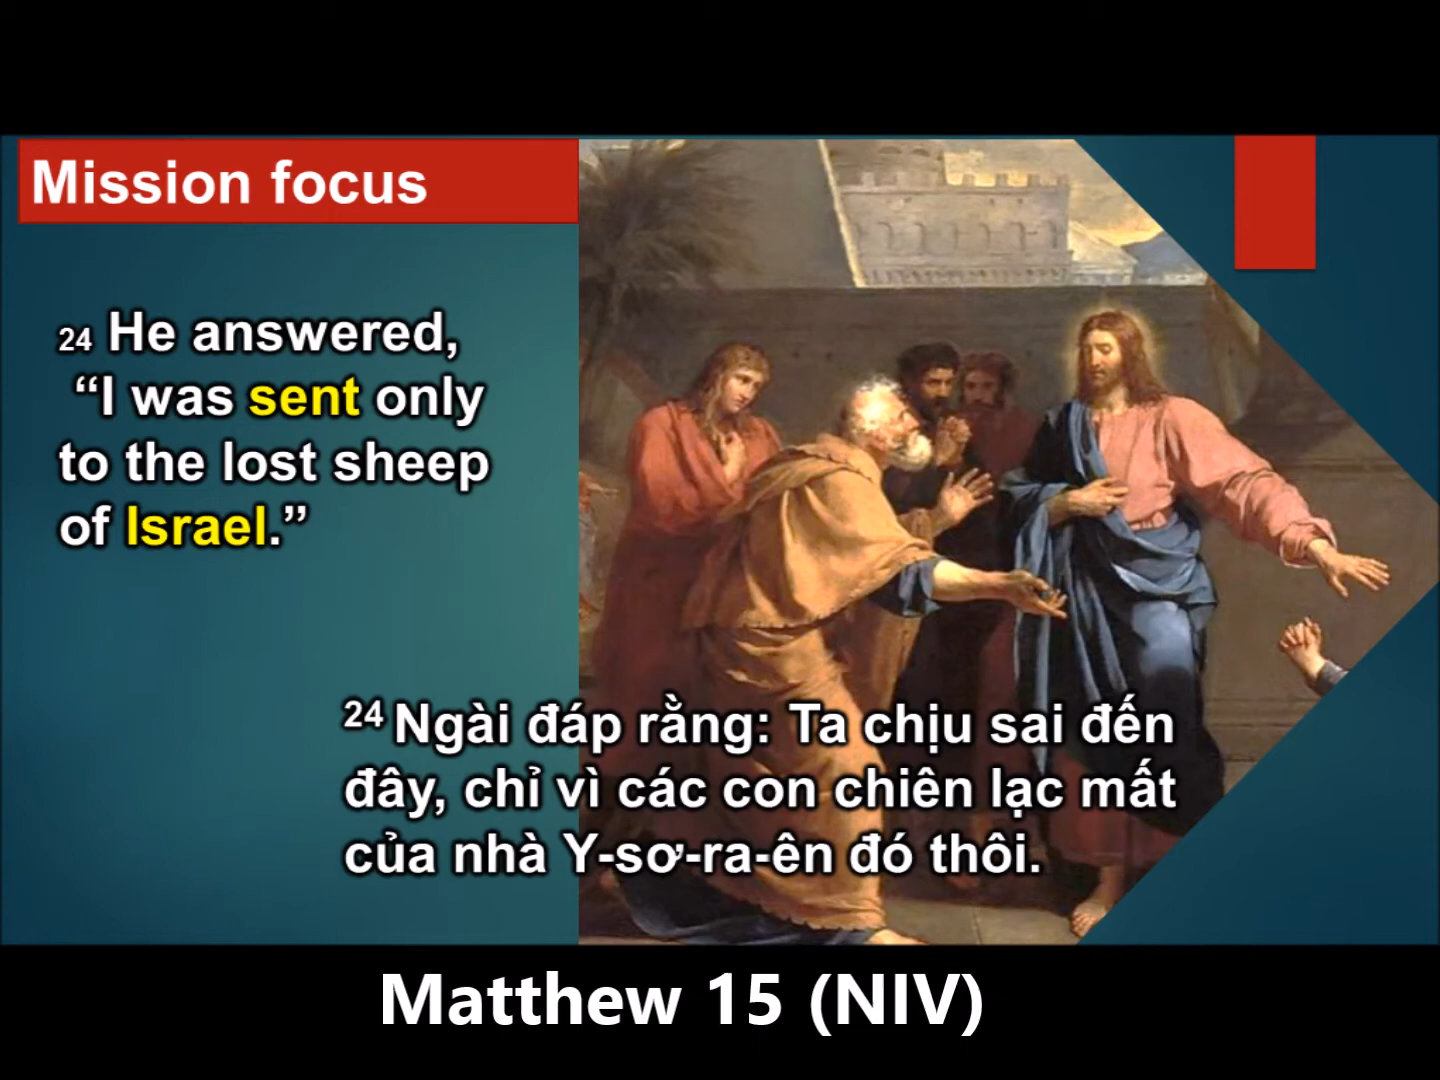 Mission focus
24 He answered,
“I was sent only
to the lost sheep
of Israel.”
24 Ngài đáp rằng: Ta chịu sai đến
đây, chỉ vì các con chiên lạc mất
của nhà Y-sơ-ra-ên đó thôi.
Matthew 15 (NIV)